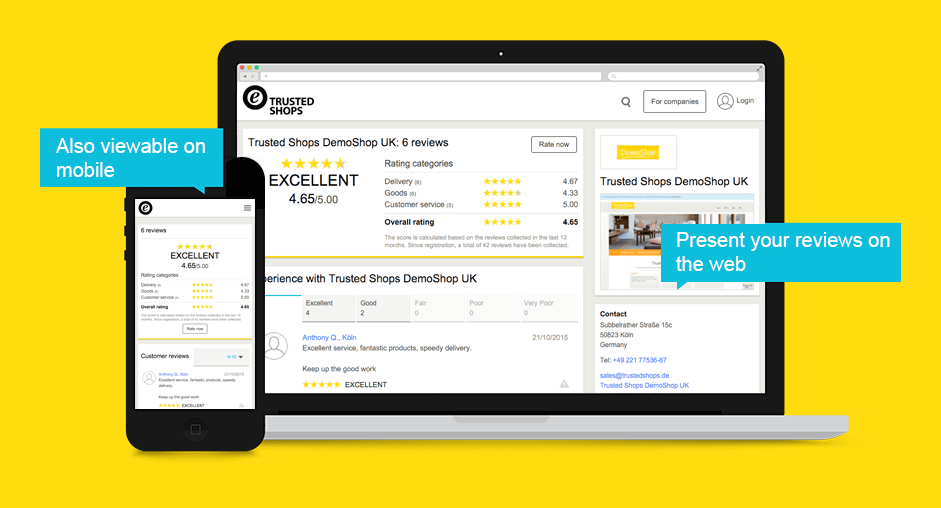 Also viewable on
mobile
TRUSTED
SHOPS
For companies
Login
Trusted Shops DemoShop UK: 6 reviews
Rate now
EXCELLENT
4.65/5.00
Rating categories
Delivery (6) 4.67
Goods (6) 4.33
Customer service (5) 5.00
Overall rating 4.65
The score is calculated based on the reviews collected in the last 12
months. Since registration, a total of 42 reviews have been collected.
DemoShop
Trusted Shops DemoShop UK
Present your reviews on
the web
perience with Trusted Shops DemoShop UK
Excellent Good Fair Poor Very Poor
4 2 0 0 0
Anthony Q., Köln 21/10/2015
Excellent service, fantastic products, speedy delivery.
Keep up the good work
EXCELLENT
Contact
Subbelrather Straße 15c
50823 Köln
Germany
Tel: +49 221 77536-67
sales@trustedshops.de
Trusted Shops DemoShop UK
6 reviews
EXCELLENT
4.65/5.00
Rating categories
Delivery (6) 4.67
Goods (6) 4.33
Customer service (5) 5.00
Overall rating 4.65
The score is calculated based on the reviews collected in the last 12
months. Since registration, a total of 42 reviews have been collected.
Rate now
Customer reviews
All (6)
Anthony Q., Köln 21/10/2015
Excellent service, fantastic products, speedy
delivery.
Keep up the good work
EXCELLENT